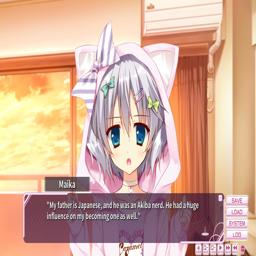 Maika
"My father is Japanese, and he was an Akiba nerd. He had a huge
influence on my becoming one as well."
SAVE
LOAD
SYSTEM
LOG